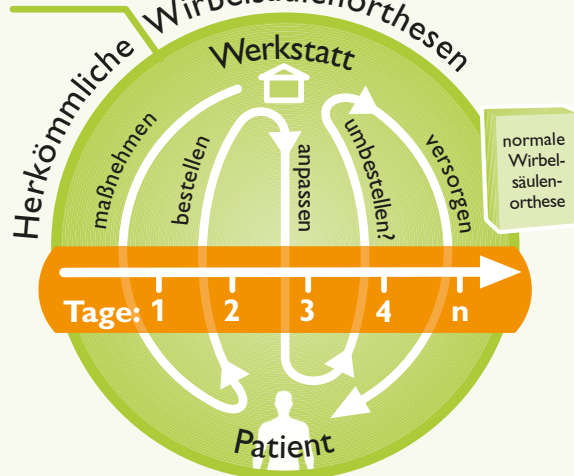 Herkömmliche Wirbelsäulenorthesen
Werkstatt
maßnehmen
bestellen
anpassen
umbestellen?
versorgen
normale
Wirbel-
säulen-
orthese
Tage: 1 2 3 4 n
Patient